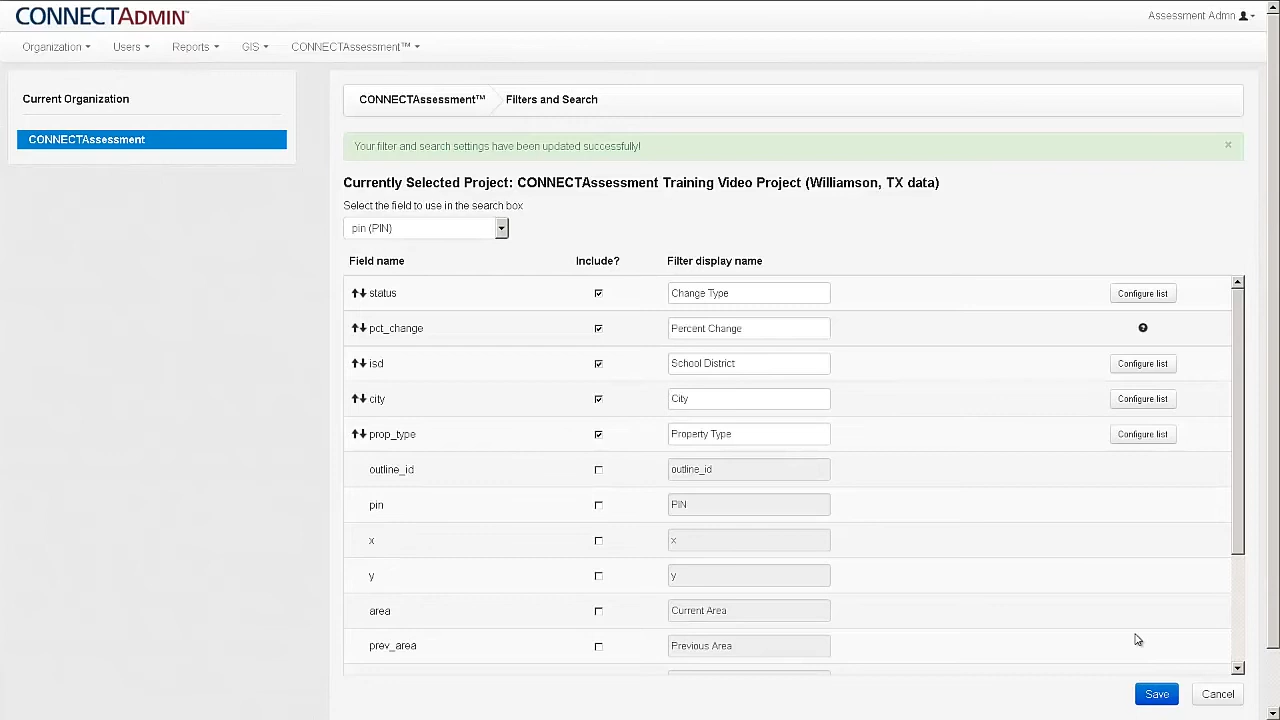 CONNECTADMIN™
Assessment Admn
Organization Users Reports GIS CONNECTAssessment™
Current Organization
CONNECTAssessment
CONNECTAssessment™ Filters and Search
Your filter and search settings have been updated successfully!
×
Currently Selected Project: CONNECTAssessment Training Video Project (Williamson, TX data)
Select the field to use in the search box
pin (PIN)
Field name Include? Filter display name
status Change Type Configure list
pct_change Percent Change ?
isd School District Configure list
city City Configure list
prop_type Property Type Configure list
outline_id outline_id
pin PIN
x x
y y
area Current Area
prev_area Previous Area
Save Cancel